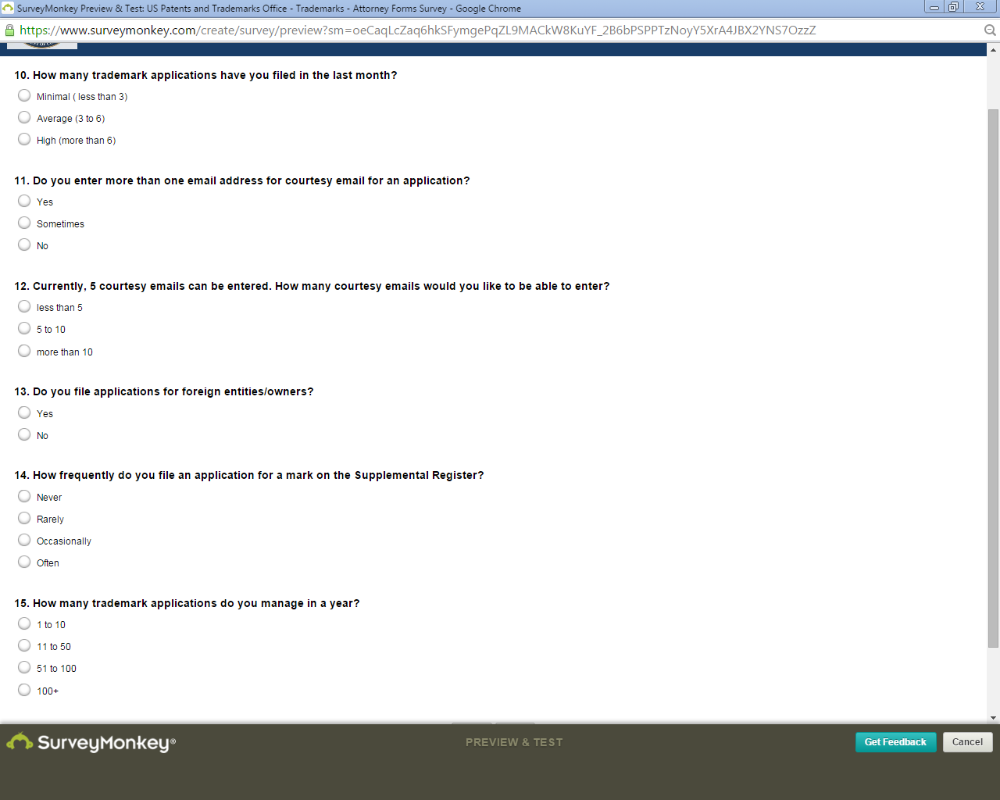 SurveyMonkey Preview & Test: US Patents and Trademarks Office - Trademarks - Attorney Forms Survey - Google Chrome
https://www.surveymonkey.com/create/survey/preview?sm=oeCaqLcZaq6hkSFymgePqZL9MACkW8KuYF_2B6bPSPPTzNoyY5XrA4JBX2YNS7OzzZ
10. How many trademark applications have you filed in the last month?
Minimal ( less than 3)
Average (3 to 6)
High (more than 6)
11. Do you enter more than one email address for courtesy email for an application?
Yes
Sometimes
No
12. Currently, 5 courtesy emails can be entered. How many courtesy emails would you like to be able to enter?
less than 5
5 to 10
more than 10
13. Do you file applications for foreign entities/owners?
Yes
No
14. How frequently do you file an application for a mark on the Supplemental Register?
Never
Rarely
Occasionally
Often
15. How many trademark applications do you manage in a year?
1 to 10
11 to 50
51 to 100
100+
SurveyMonkey®
PREVIEW & TEST
Get Feedback
Cancel